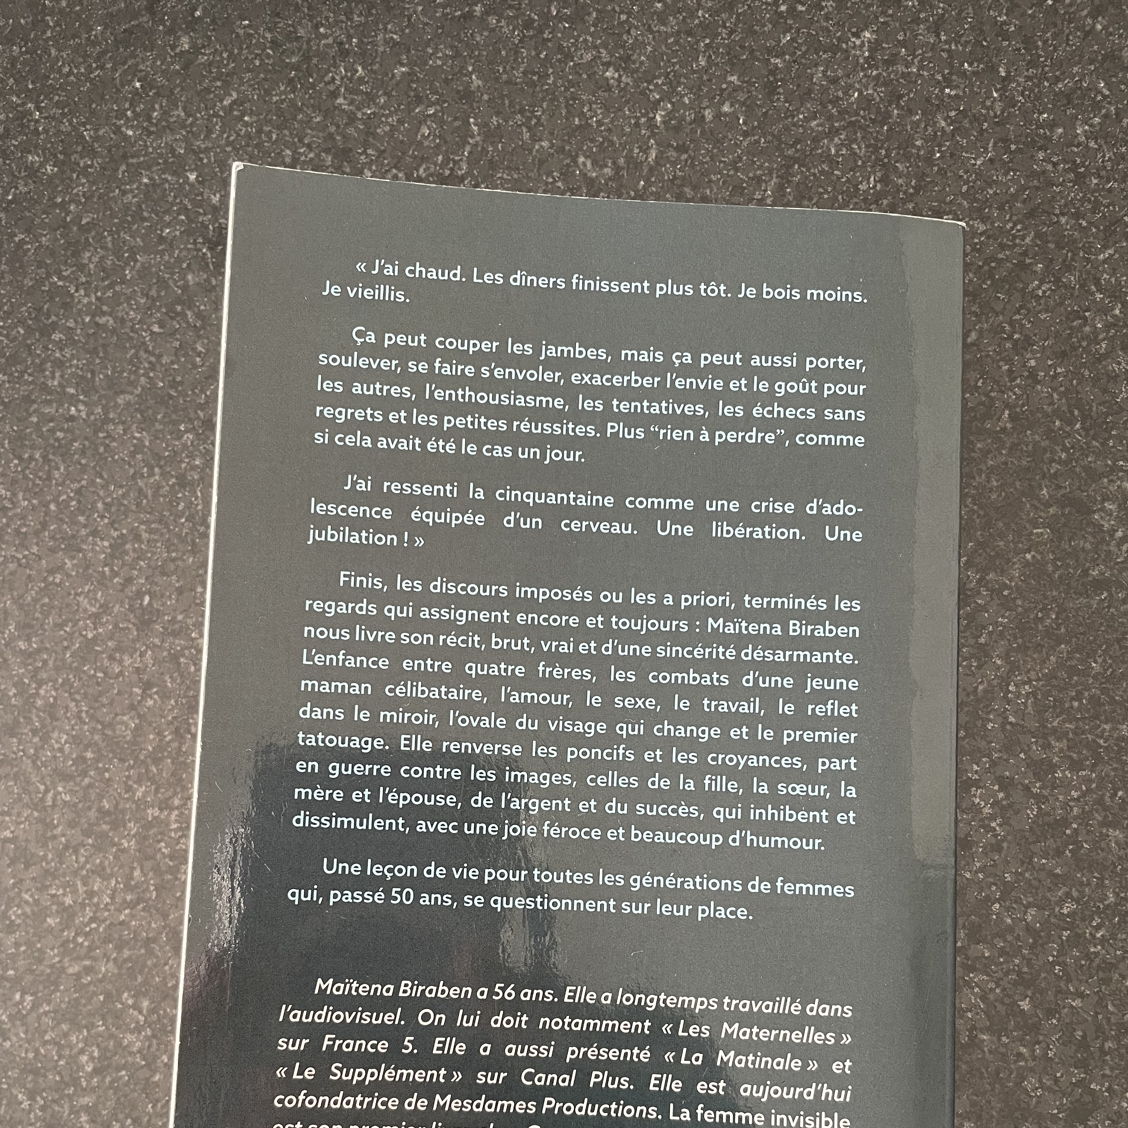 « J'ai chaud. Les dîners finissent plus tôt. Je bois moins.
Je vieillis.
Ça peut couper les jambes, mais ça peut aussi porter,
soulever, se faire s'envoler, exacerber l'envie et le goût pour
les autres, l'enthousiasme, les tentatives, les échecs sans
regrets et les petites réussites. Plus “rien à perdre”, comme
si cela avait été le cas un jour.
J'ai ressenti la cinquantaine comme une crise d'ado-
lescence équipée d'un cerveau. Une libération. Une
jubilation ! »
Finis, les discours imposés ou les a priori, terminés les
regards qui assignent encore et toujours : Maïtena Biraben
nous livre son récit, brut, vrai et d'une sincérité désarmante.
L'enfance entre quatre frères, les combats d'une jeune
maman célibataire, l'amour, le sexe, le travail, le reflet
dans le miroir, l'ovale du visage qui change et le premier
tatouage. Elle renverse les poncifs et les croyances, part
en guerre contre les images, celles de la fille, la sœur, la
mère et l'épouse, de l'argent et du succès, qui inhibent et
dissimulent, avec une joie féroce et beaucoup d'humour.
Une leçon de vie pour toutes les générations de femmes
qui, passé 50 ans, se questionnent sur leur place.
Maïtena Biraben a 56 ans. Elle a longtemps travaillé dans
l'audiovisuel. On lui doit notamment « Les Maternelles »
sur France 5. Elle a aussi présenté « La Matinale » et
« Le Supplément » sur Canal Plus. Elle est aujourd'hui
cofondatrice de Mesdames Productions. La femme invisible
est son premier